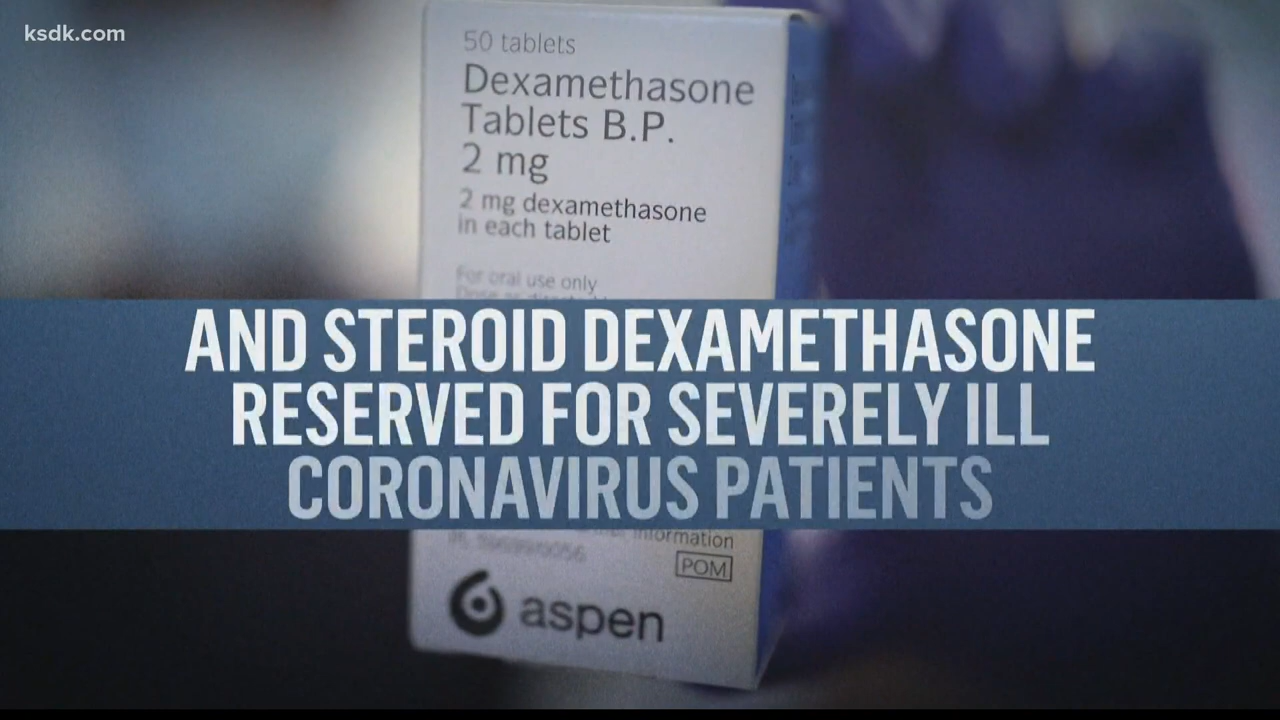 ksdk.com
50 tablets
Dexamethasone
Tablets B.P.
2 mg
2 mg dexamethasone
in each tablet
For oral use only
AND STEROID DEXAMETHASONE
RESERVED FOR SEVERELY ILL
CORONAVIRUS PATIENTS
information
POM
aspen